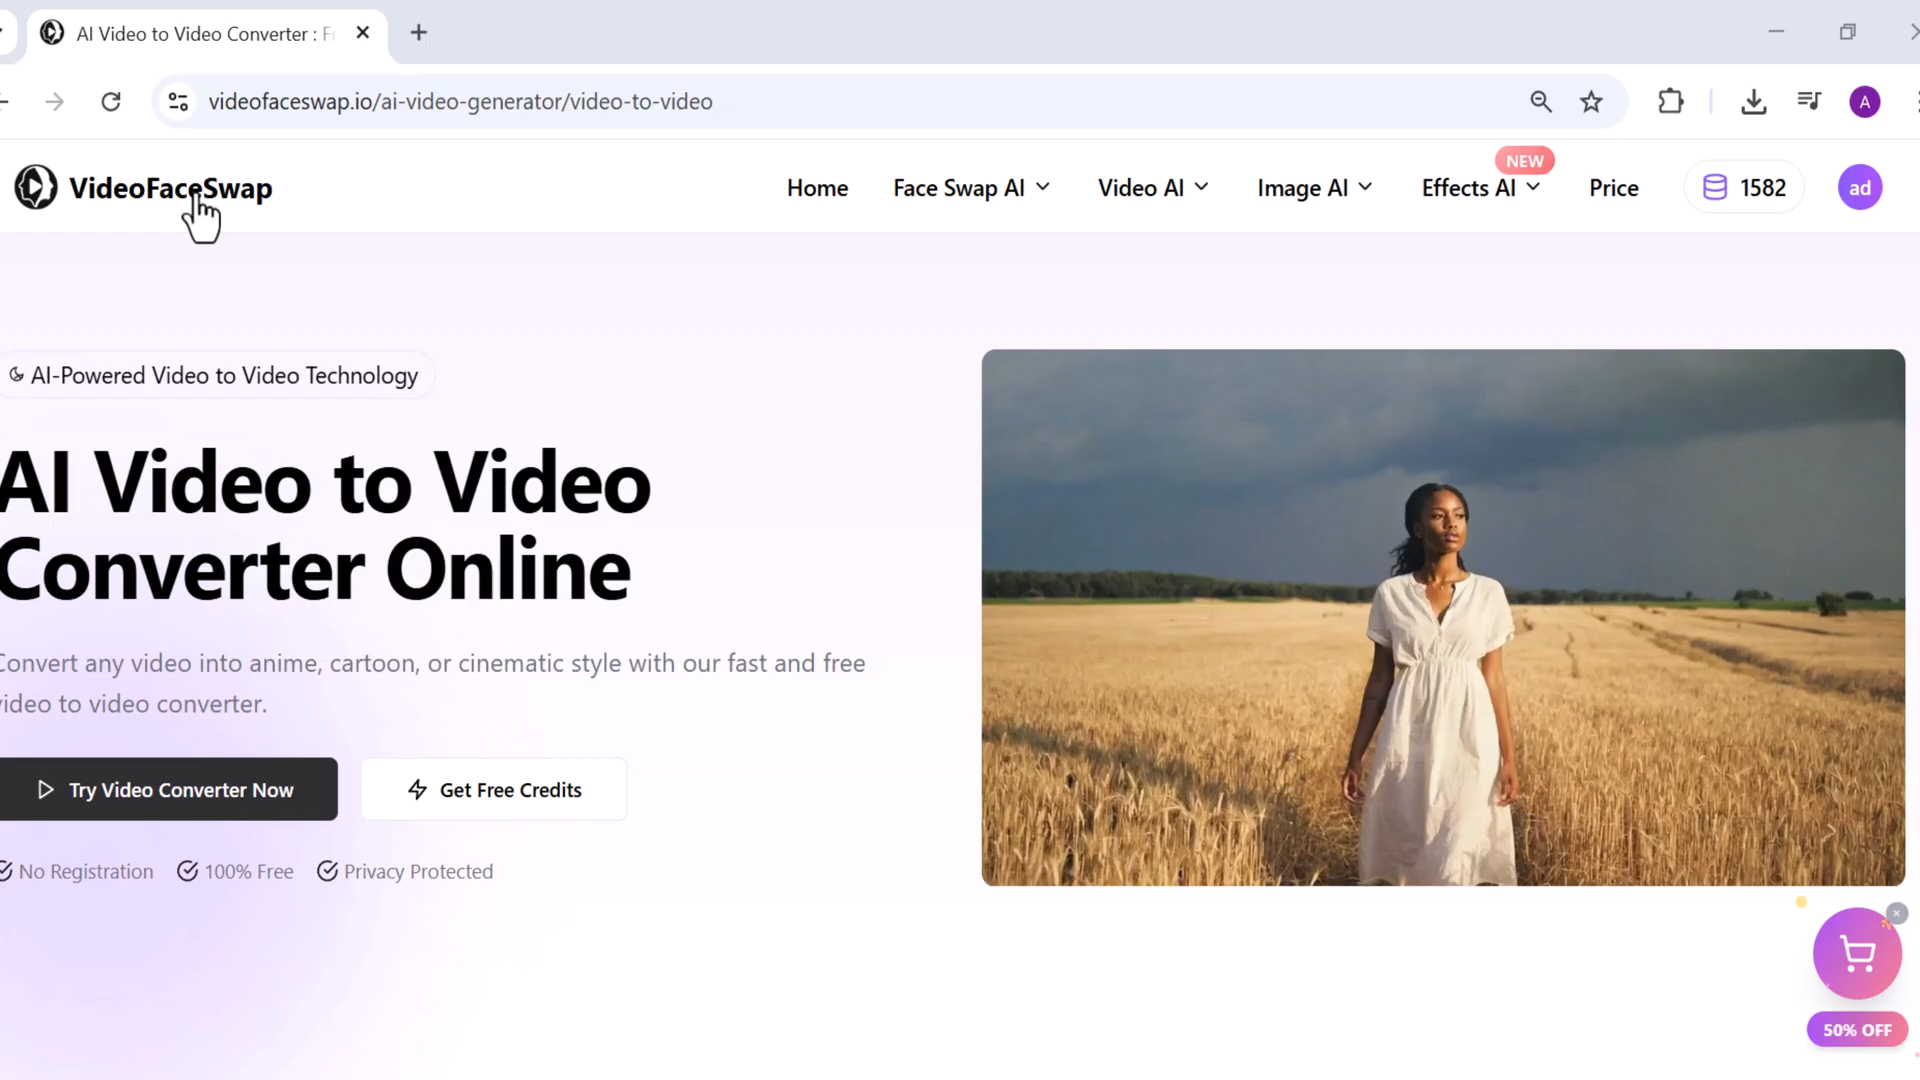 AI Video to Video Converter : Fr
videofaceswap.io/ai-video-generator/video-to-video
A
VideoFaceSwap
Home
Face Swap AI
Video AI
Image AI
NEW
Effects AI
Price
1582
ad
AI-Powered Video to Video Technology
AI Video to Video
Converter Online
Convert any video into anime, cartoon, or cinematic style with our fast and free
video to video converter.
Try Video Converter Now
Get Free Credits
No Registration
100% Free
Privacy Protected
50% OFF